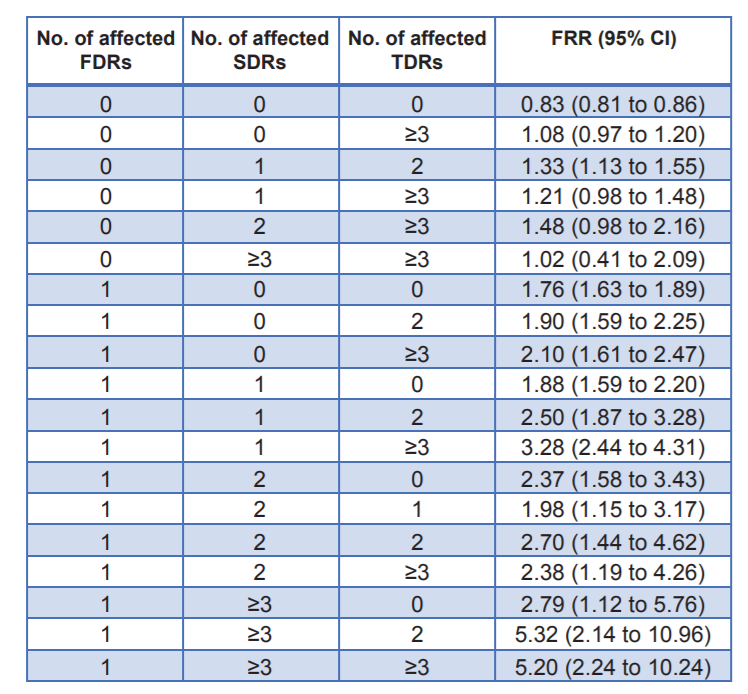 No. of affected FDRs | No. of affected SDRs | No. of affected TDRs | FRR (95% CI)
0 | 0 | 0 | 0.83 (0.81 to 0.86)
0 | 0 | ≥3 | 1.08 (0.97 to 1.20)
0 | 1 | 2 | 1.33 (1.13 to 1.55)
0 | 1 | ≥3 | 1.21 (0.98 to 1.48)
0 | 2 | ≥3 | 1.48 (0.98 to 2.16)
0 | ≥3 | ≥3 | 1.02 (0.41 to 2.09)
1 | 0 | 0 | 1.76 (1.63 to 1.89)
1 | 0 | 2 | 1.90 (1.59 to 2.25)
1 | 0 | ≥3 | 2.10 (1.61 to 2.47)
1 | 1 | 0 | 1.88 (1.59 to 2.20)
1 | 1 | 2 | 2.50 (1.87 to 3.28)
1 | 1 | ≥3 | 3.28 (2.44 to 4.31)
1 | 2 | 0 | 2.37 (1.58 to 3.43)
1 | 2 | 1 | 1.98 (1.15 to 3.17)
1 | 2 | 2 | 2.70 (1.44 to 4.62)
1 | 2 | ≥3 | 2.38 (1.19 to 4.26)
1 | ≥3 | 0 | 2.79 (1.12 to 5.76)
1 | ≥3 | 2 | 5.32 (2.14 to 10.96)
1 | ≥3 | ≥3 | 5.20 (2.24 to 10.24)